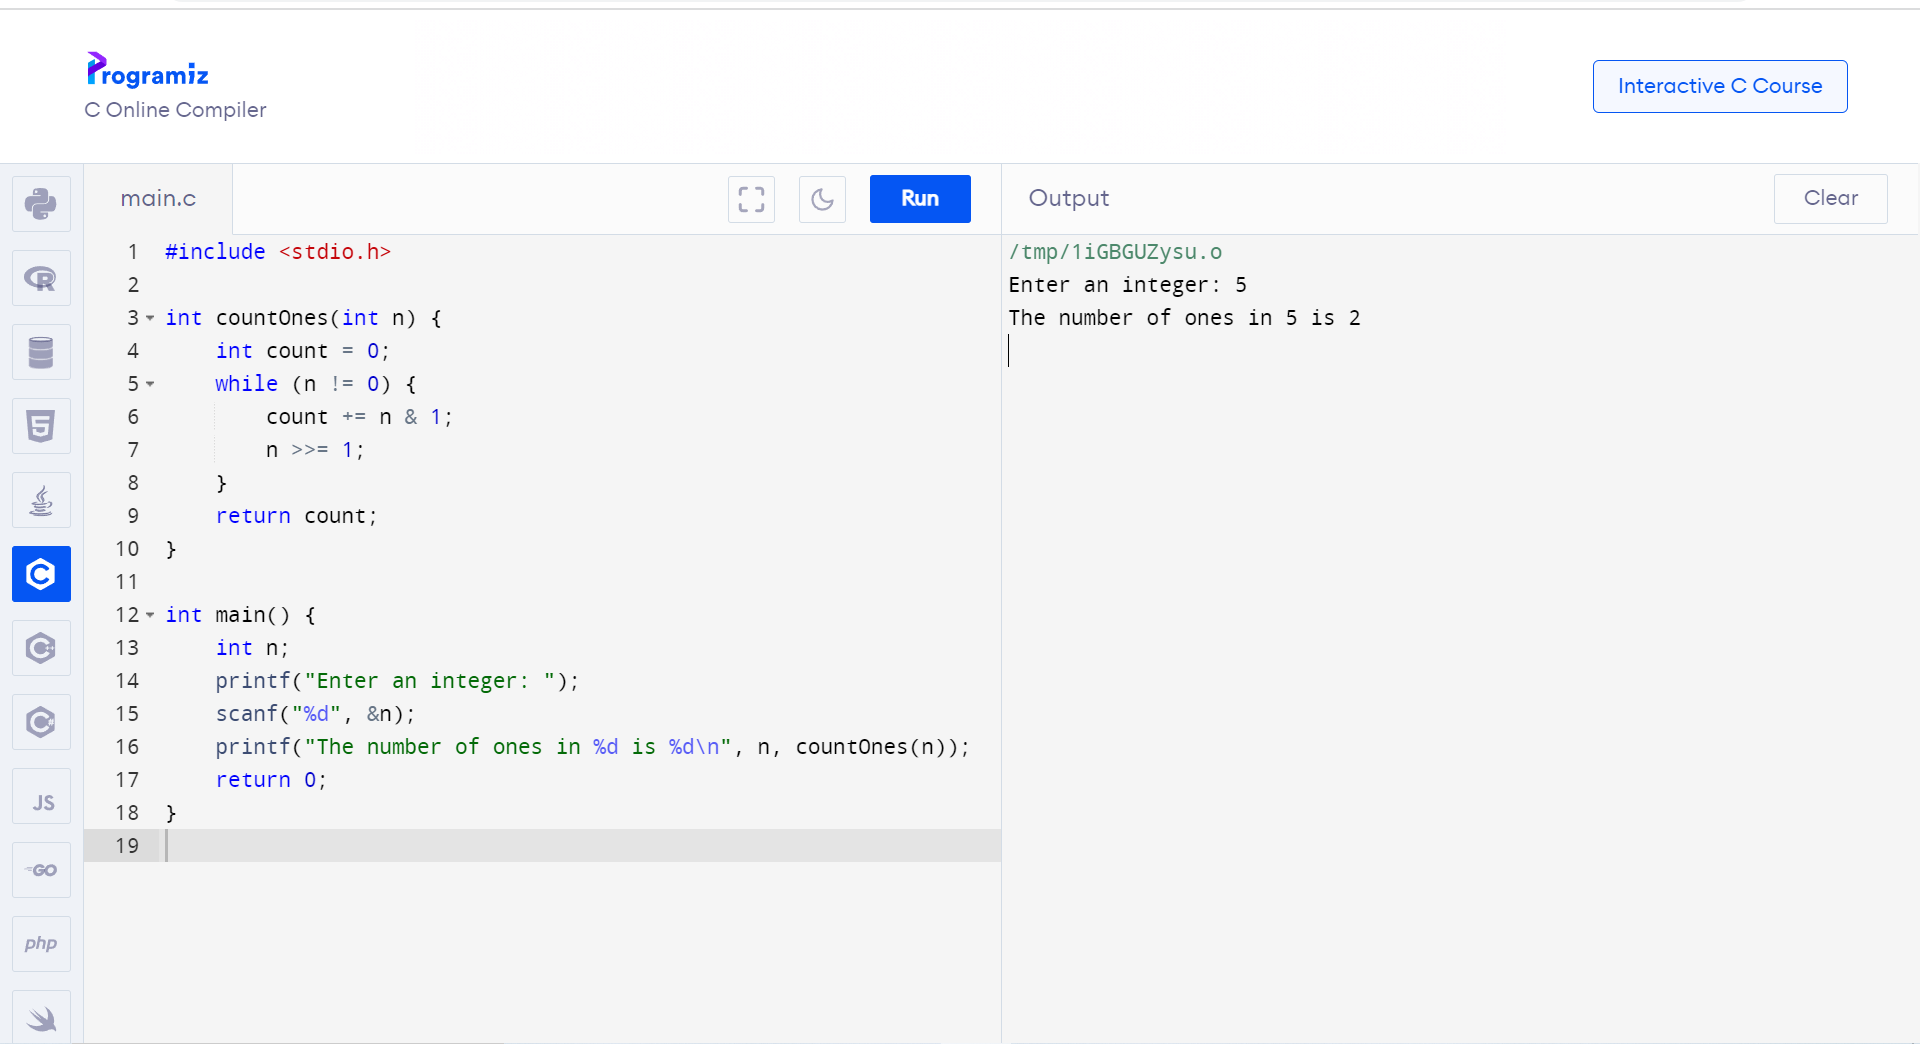 Programiz
C Online Compiler
Interactive C Course
main.c
Run
Output
Clear
1 #include <stdio.h>
2
3 int countOnes(int n) {
4     int count = 0;
5     while (n != 0) {
6         count += n & 1;
7         n >>= 1;
8     }
9     return count;
10 }
11
12 int main() {
13     int n;
14     printf("Enter an integer: ");
15     scanf("%d", &n);
16     printf("The number of ones in %d is %d\n", n, countOnes(n));
17     return 0;
18 }
19
/tmp/1iGBGUZysu.o
Enter an integer: 5
The number of ones in 5 is 2
R
5
C
C++
C#
JS
GO
php